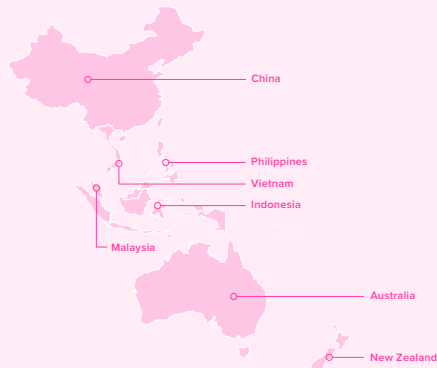 China
Philippines
Vietnam
Indonesia
Malaysia
Australia
New Zealand